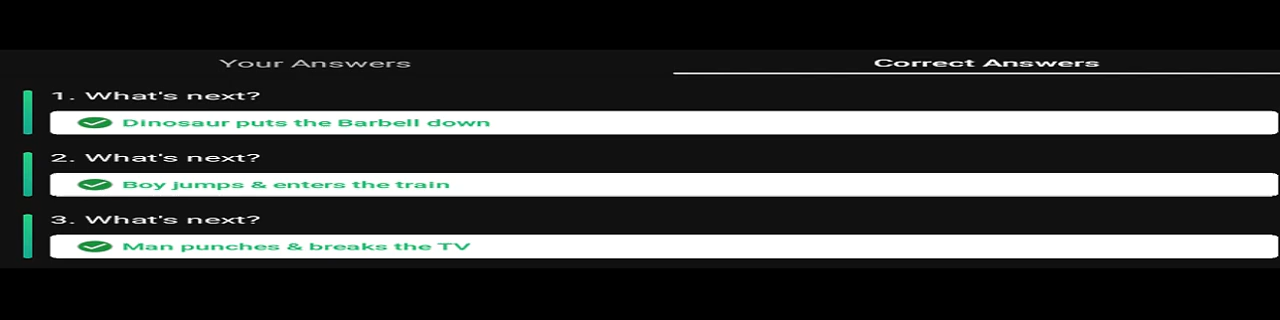 Your Answers
Correct Answers
1. What's next?
Dinosaur puts the Barbell down
2. What's next?
Boy jumps & enters the train
3. What's next?
Man punches & breaks the TV